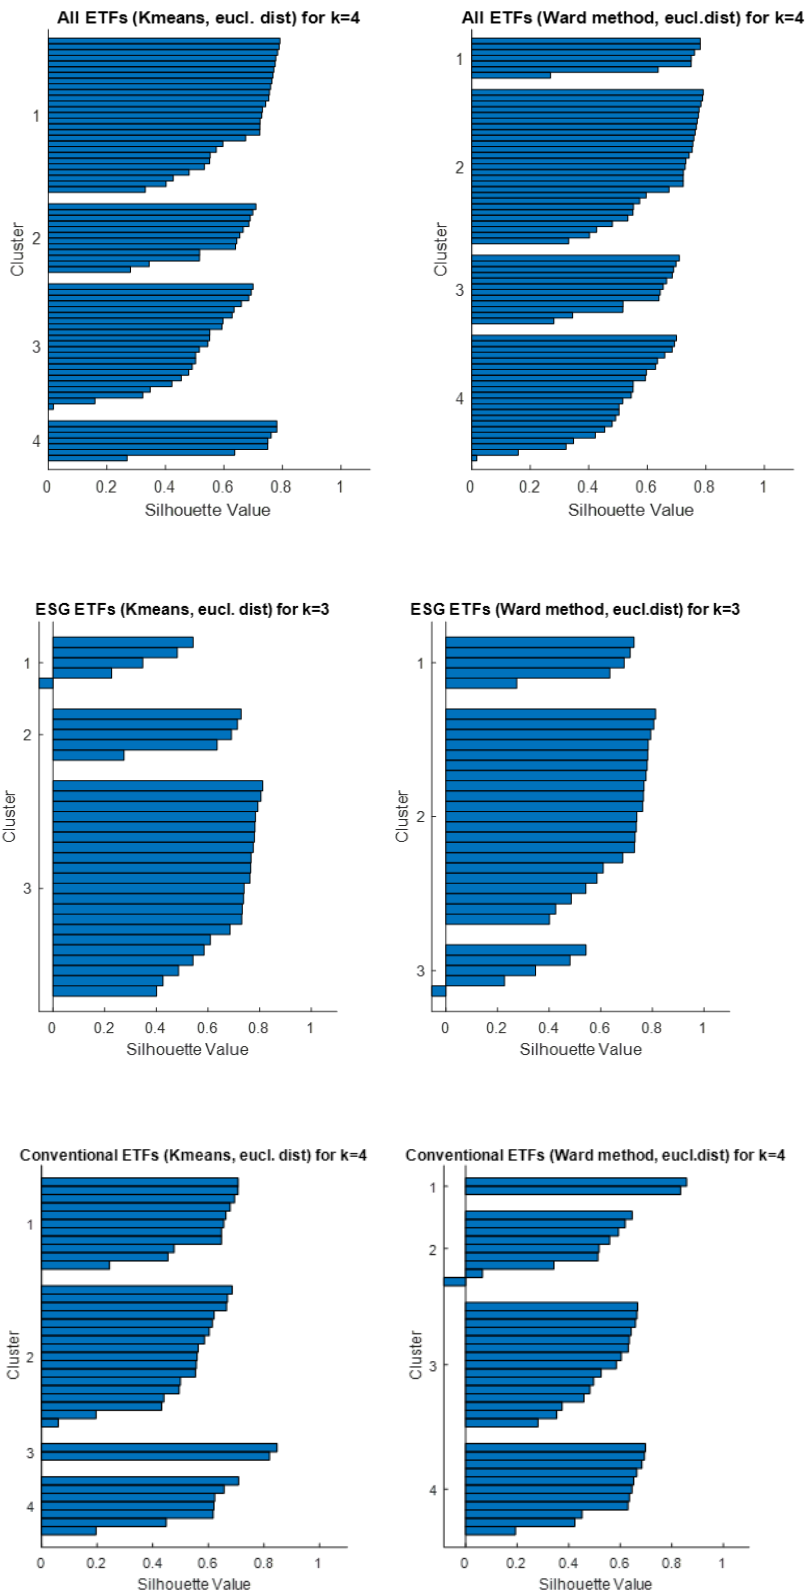 All ETFs (Kmeans, eucl. dist) for k=4
1
2
3
4
Cluster
0 0.2 0.4 0.6 0.8 1
Silhouette Value
All ETFs (Ward method, eucl.dist) for k=4
1
2
3
4
Cluster
0 0.2 0.4 0.6 0.8 1
Silhouette Value
ESG ETFs (Kmeans, eucl. dist) for k=3
1
2
3
Cluster
0 0.2 0.4 0.6 0.8 1
Silhouette Value
ESG ETFs (Ward method, eucl.dist) for k=3
1
2
3
Cluster
0 0.2 0.4 0.6 0.8 1
Silhouette Value
Conventional ETFs (Kmeans, eucl. dist) for k=4
1
2
3
4
Cluster
0 0.2 0.4 0.6 0.8 1
Silhouette Value
Conventional ETFs (Ward method, eucl.dist) for k=4
1
2
3
4
Cluster
0 0.2 0.4 0.6 0.8 1
Silhouette Value